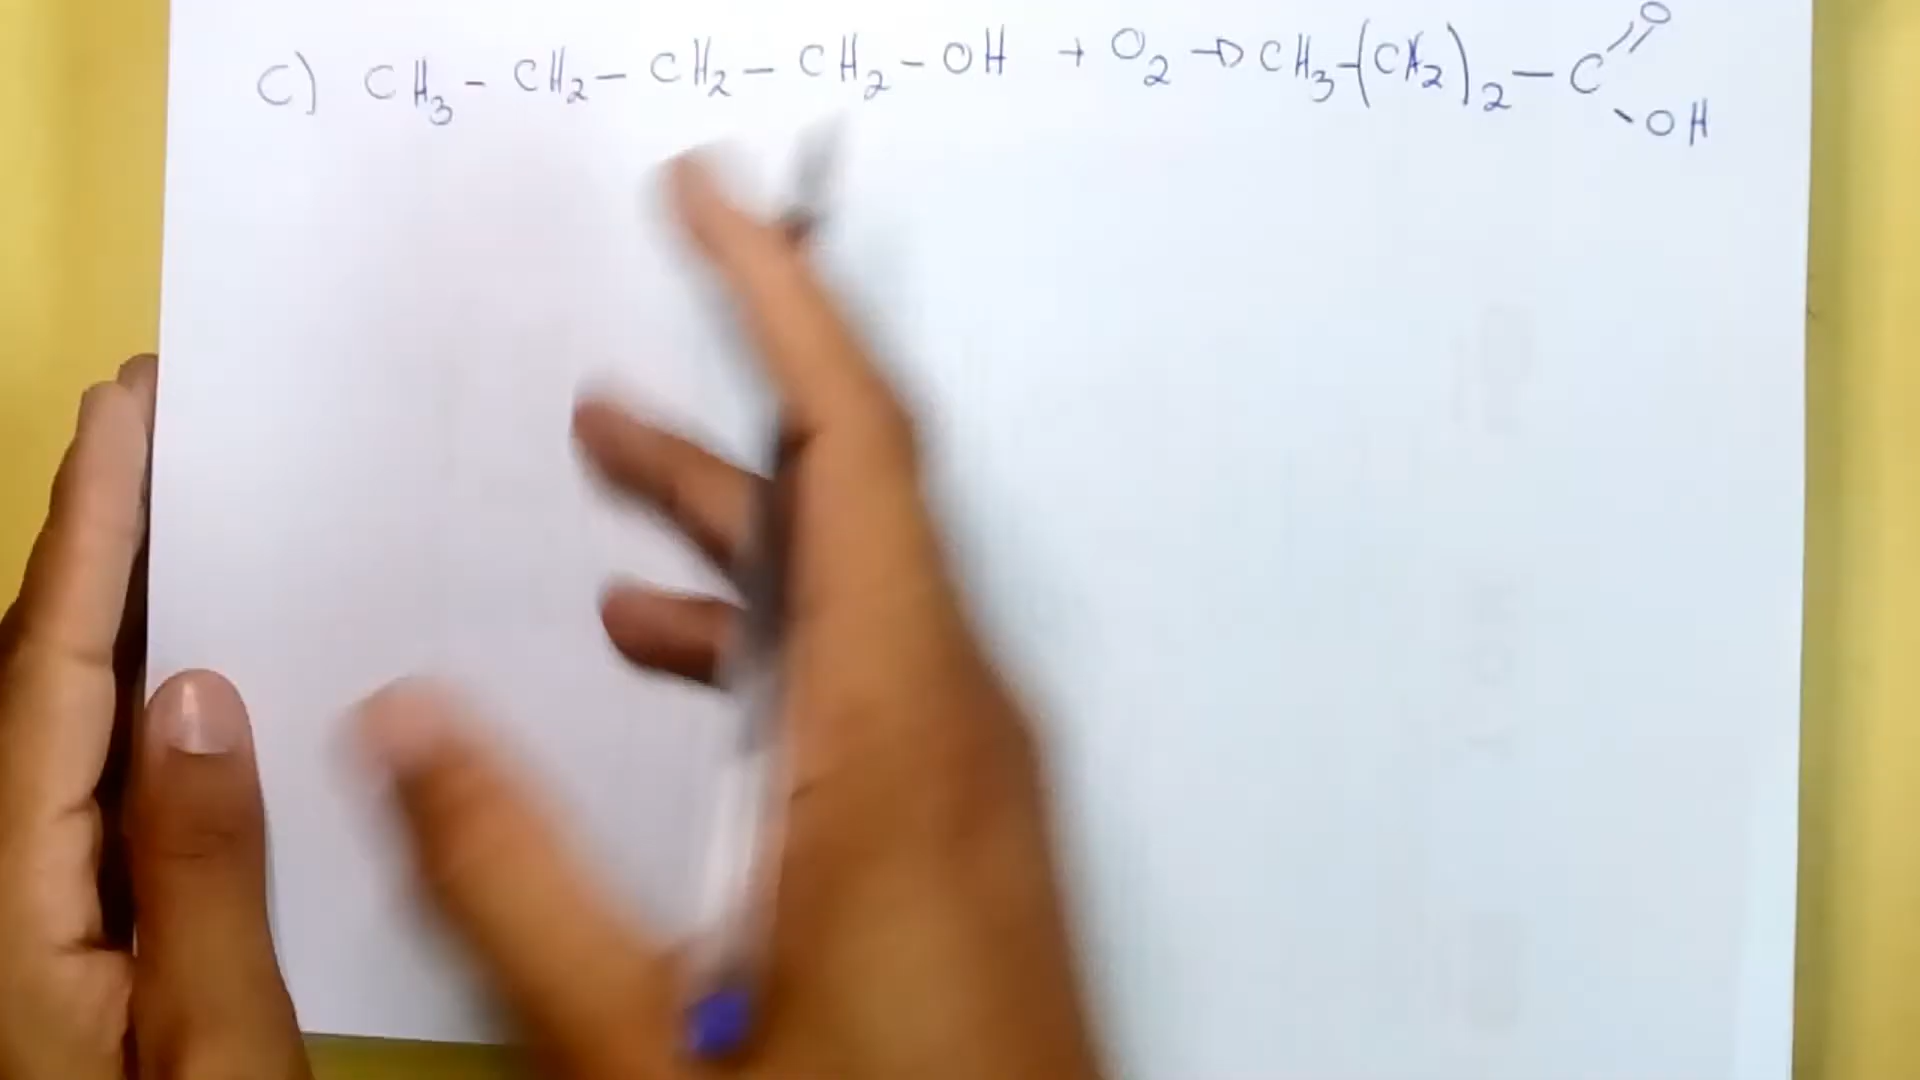 C) CH₃ - CH₂ - CH₂ - CH₂ - OH + O₂ → CH₃-(CH₂)₂ - C
=O
-OH